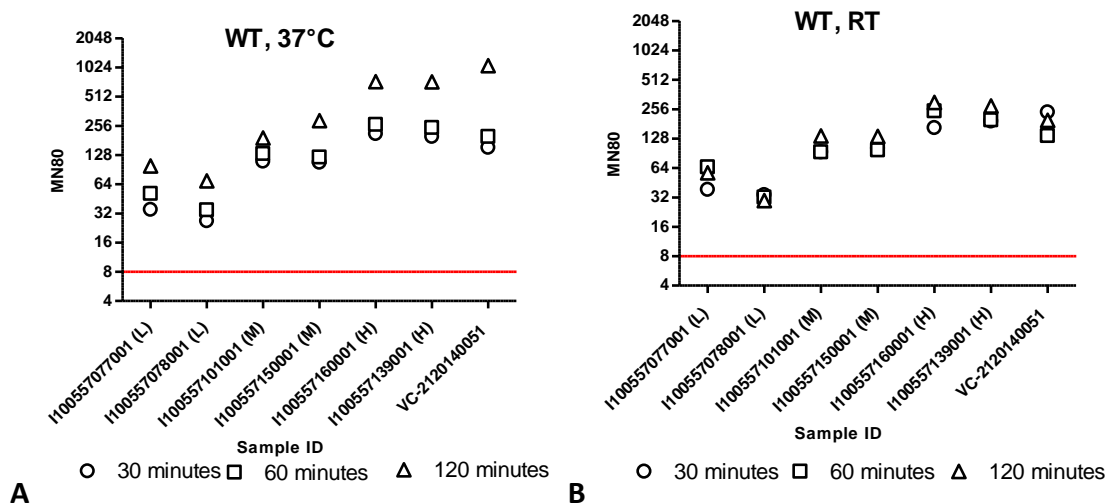 WT, 37°C
2048
1024
512
256
128
64
32
16
8
4
MN80
I100557077001 (L)
I100557078001 (L)
I100557101001 (M)
I100557150001 (M)
I100557160001 (H)
I100557139001 (H)
VC-2120140051
Sample ID
30 minutes 60 minutes 120 minutes
A
WT, RT
2048
1024
512
256
128
64
32
16
8
4
MN80
I100557077001 (L)
I100557078001 (L)
I100557101001 (M)
I100557150001 (M)
I100557160001 (H)
I100557139001 (H)
VC-2120140051
Sample ID
30 minutes 60 minutes 120 minutes
B